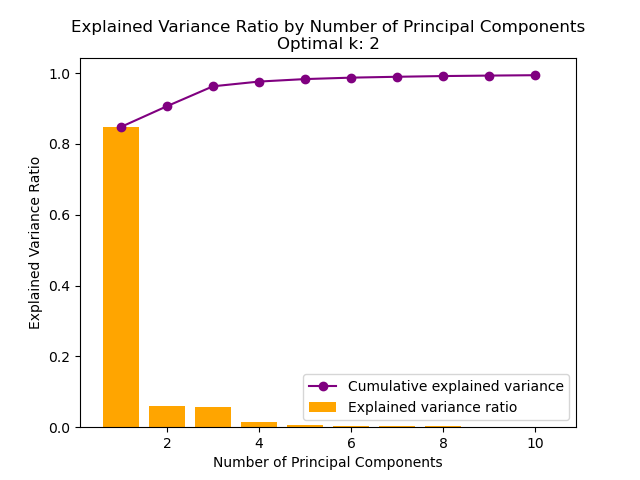 Explained Variance Ratio by Number of Principal Components
Optimal k: 2
1.0
0.8
0.6
0.4
0.2
0.0
Explained Variance Ratio
Cumulative explained variance
Explained variance ratio
2
4
6
8
10
Number of Principal Components